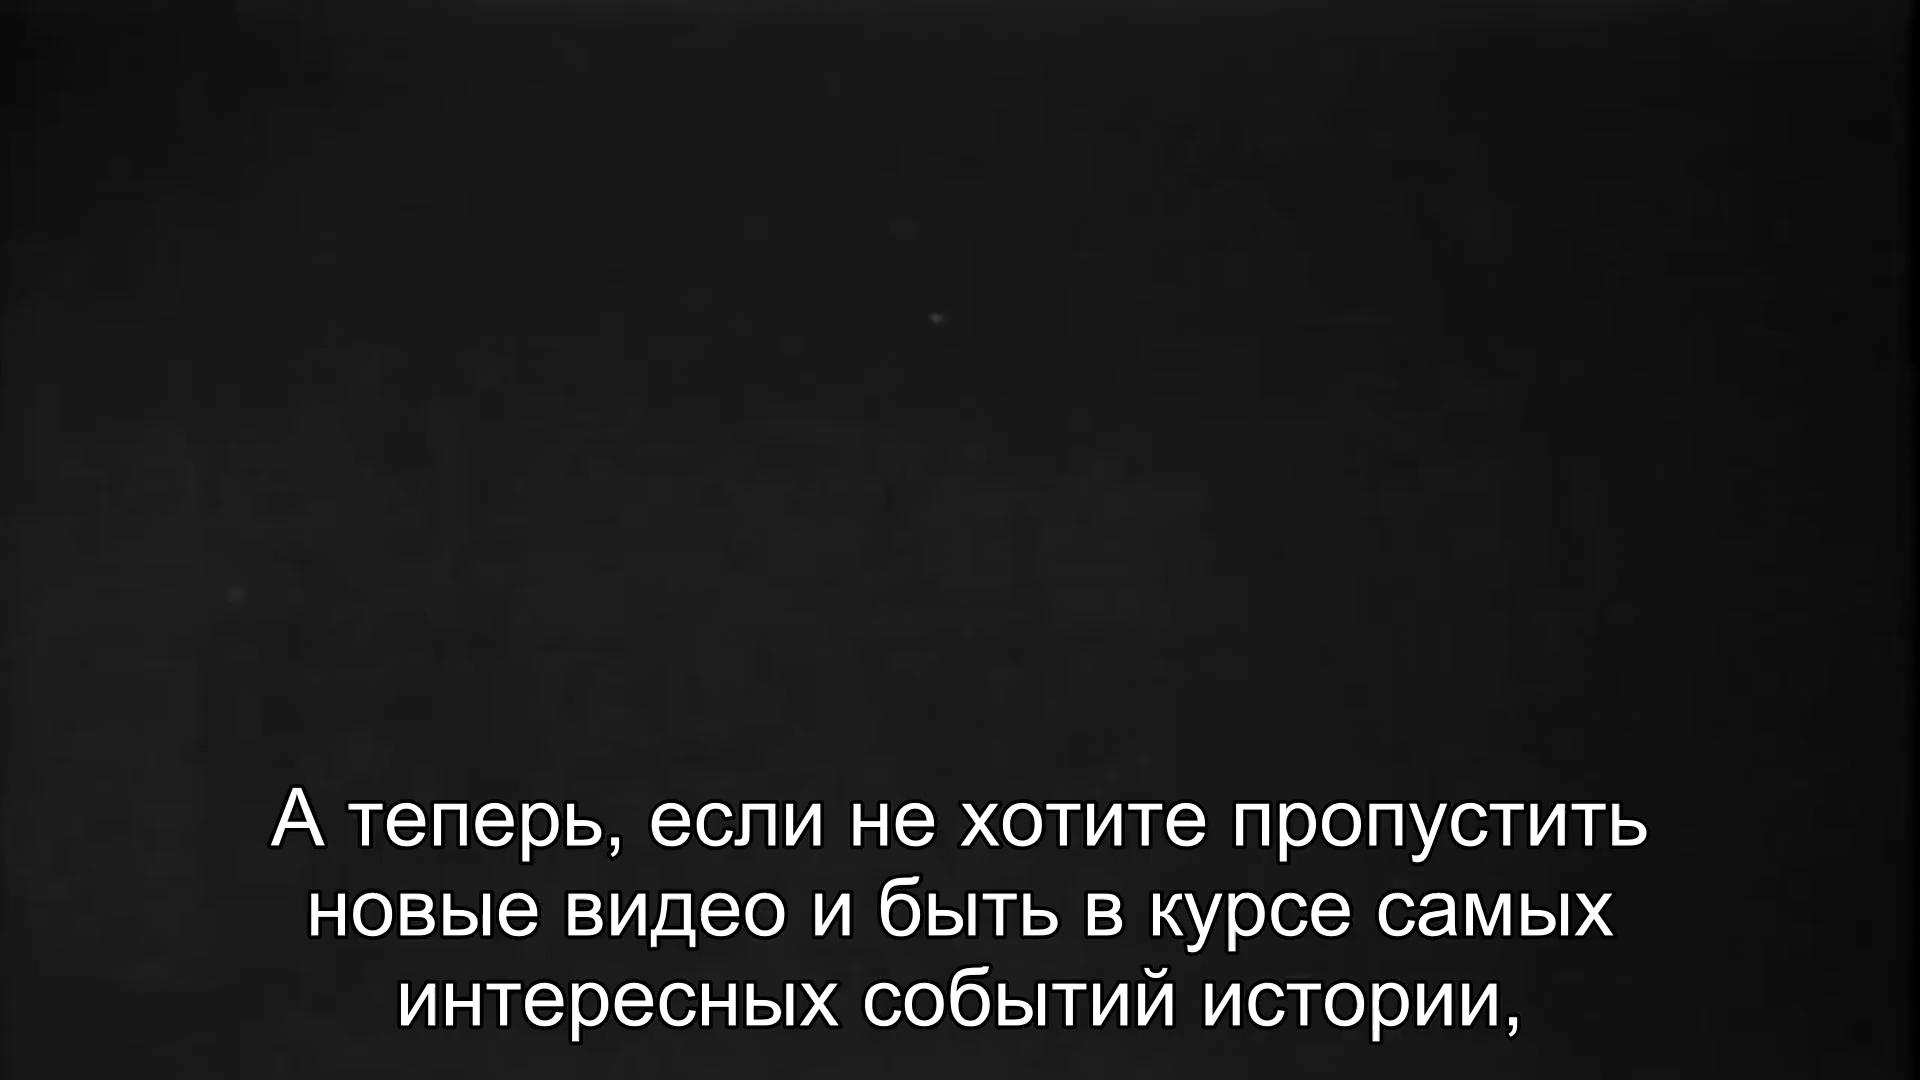 А теперь, если не хотите пропустить
новые видео и быть в курсе самых
интересных событий истории,